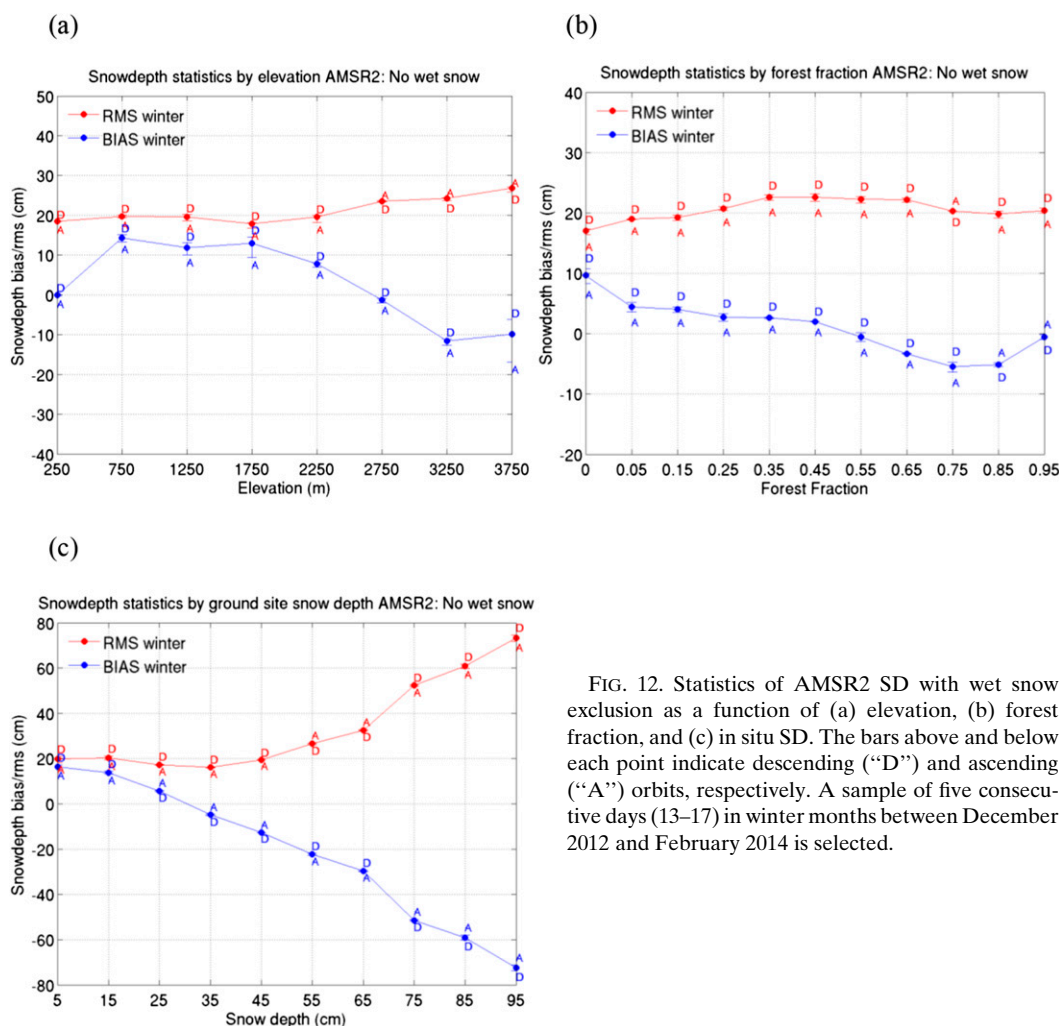 (a)
Snowdepth statistics by elevation AMSR2: No wet snow
RMS winter
BIAS winter
Snowdepth bias/rms (cm)
50
40
30
20
10
0
-10
-20
-30
-40
250 750 1250 1750 2250 2750 3250 3750
Elevation (m)
D D D D D A A A
A A A A A D D D
D D D D D D D D
A A A A A A A A
(b)
Snowdepth statistics by forest fraction AMSR2: No wet snow
RMS winter
BIAS winter
Snowdepth bias/rms (cm)
40
30
20
10
0
-10
-20
0 0.05 0.15 0.25 0.35 0.45 0.55 0.65 0.75 0.85 0.95
Forest Fraction
D D D D D D D D A D D
A A A A A A A A D A A
D D D D D D D D D A A
A A A A A A A A A D D
(c)
Snowdepth statistics by ground site snow depth AMSR2: No wet snow
RMS winter
BIAS winter
Snowdepth bias/rms (cm)
80
60
40
20
0
-20
-40
-60
-80
5 15 25 35 45 55 65 75 85 95
Snow depth (cm)
D D D D D A A D D D
A A A A A D D A A A
D D A A A D D A A A
A A D D D A A D D D
FIG. 12. Statistics of AMSR2 SD with wet snow
exclusion as a function of (a) elevation, (b) forest
fraction, and (c) in situ SD. The bars above and below
each point indicate descending (‘‘D’’) and ascending
(‘‘A’’) orbits, respectively. A sample of five consecu-
tive days (13–17) in winter months between December
2012 and February 2014 is selected.